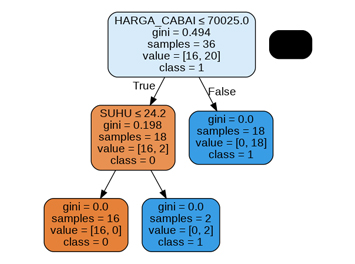 HARGA_CABAI ≤ 70025.0
gini = 0.494
samples = 36
value = [16, 20]
class = 1
True
False
SUHU ≤ 24.2
gini = 0.198
samples = 18
value = [16, 2]
class = 0
gini = 0.0
samples = 18
value = [0, 18]
class = 1
gini = 0.0
samples = 16
value = [16, 0]
class = 0
gini = 0.0
samples = 2
value = [0, 2]
class = 1